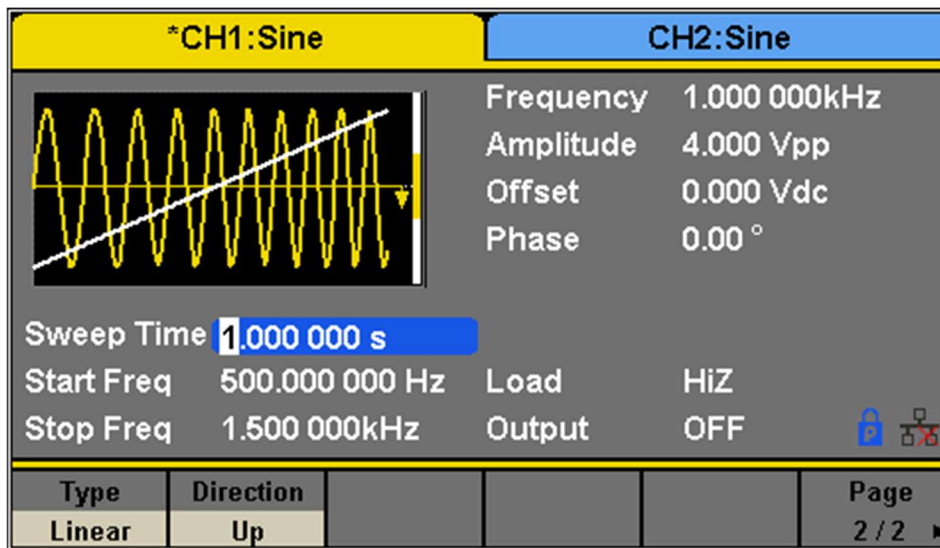 *CH1:Sine CH2:Sine
Frequency 1.000 000kHz
Amplitude 4.000 Vpp
Offset 0.000 Vdc
Phase 0.00 °
Sweep Time 1.000 000 s
Start Freq 500.000 000 Hz Load HiZ
Stop Freq 1.500 000kHz Output OFF P
Type Direction Page
Linear Up 2 / 2